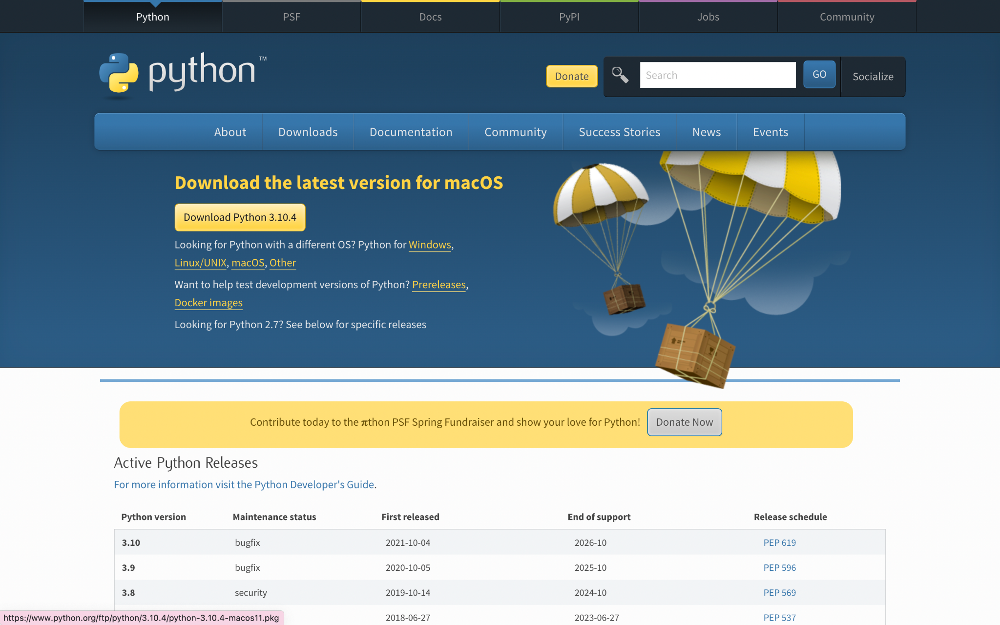 Python
PSF
Docs
PyPI
Jobs
Community
python™
Donate
Search
GO
Socialize
About
Downloads
Documentation
Community
Success Stories
News
Events
Download the latest version for macOS
Download Python 3.10.4
Looking for Python with a different OS? Python for Windows,
Linux/UNIX, macOS, Other
Want to help test development versions of Python? Prereleases,
Docker images
Looking for Python 2.7? See below for specific releases
Contribute today to the πthon PSF Spring Fundraiser and show your love for Python!
Donate Now
Active Python Releases
For more information visit the Python Developer's Guide.
Python version Maintenance status First released End of support Release schedule
3.10 bugfix 2021-10-04 2026-10 PEP 619
3.9 bugfix 2020-10-05 2025-10 PEP 596
3.8 security 2019-10-14 2024-10 PEP 569
2018-06-27 2023-06-27 PEP 537
https://www.python.org/ftp/python/3.10.4/python-3.10.4-macos11.pkg